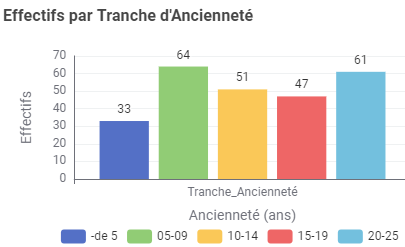 Effectifs par Tranche d'Ancienneté
Effectifs
70
60
50
40
30
20
10
0
33
64
51
47
61
Tranche_Ancienneté
Ancienneté (ans)
-de 5 05-09 10-14 15-19 20-25